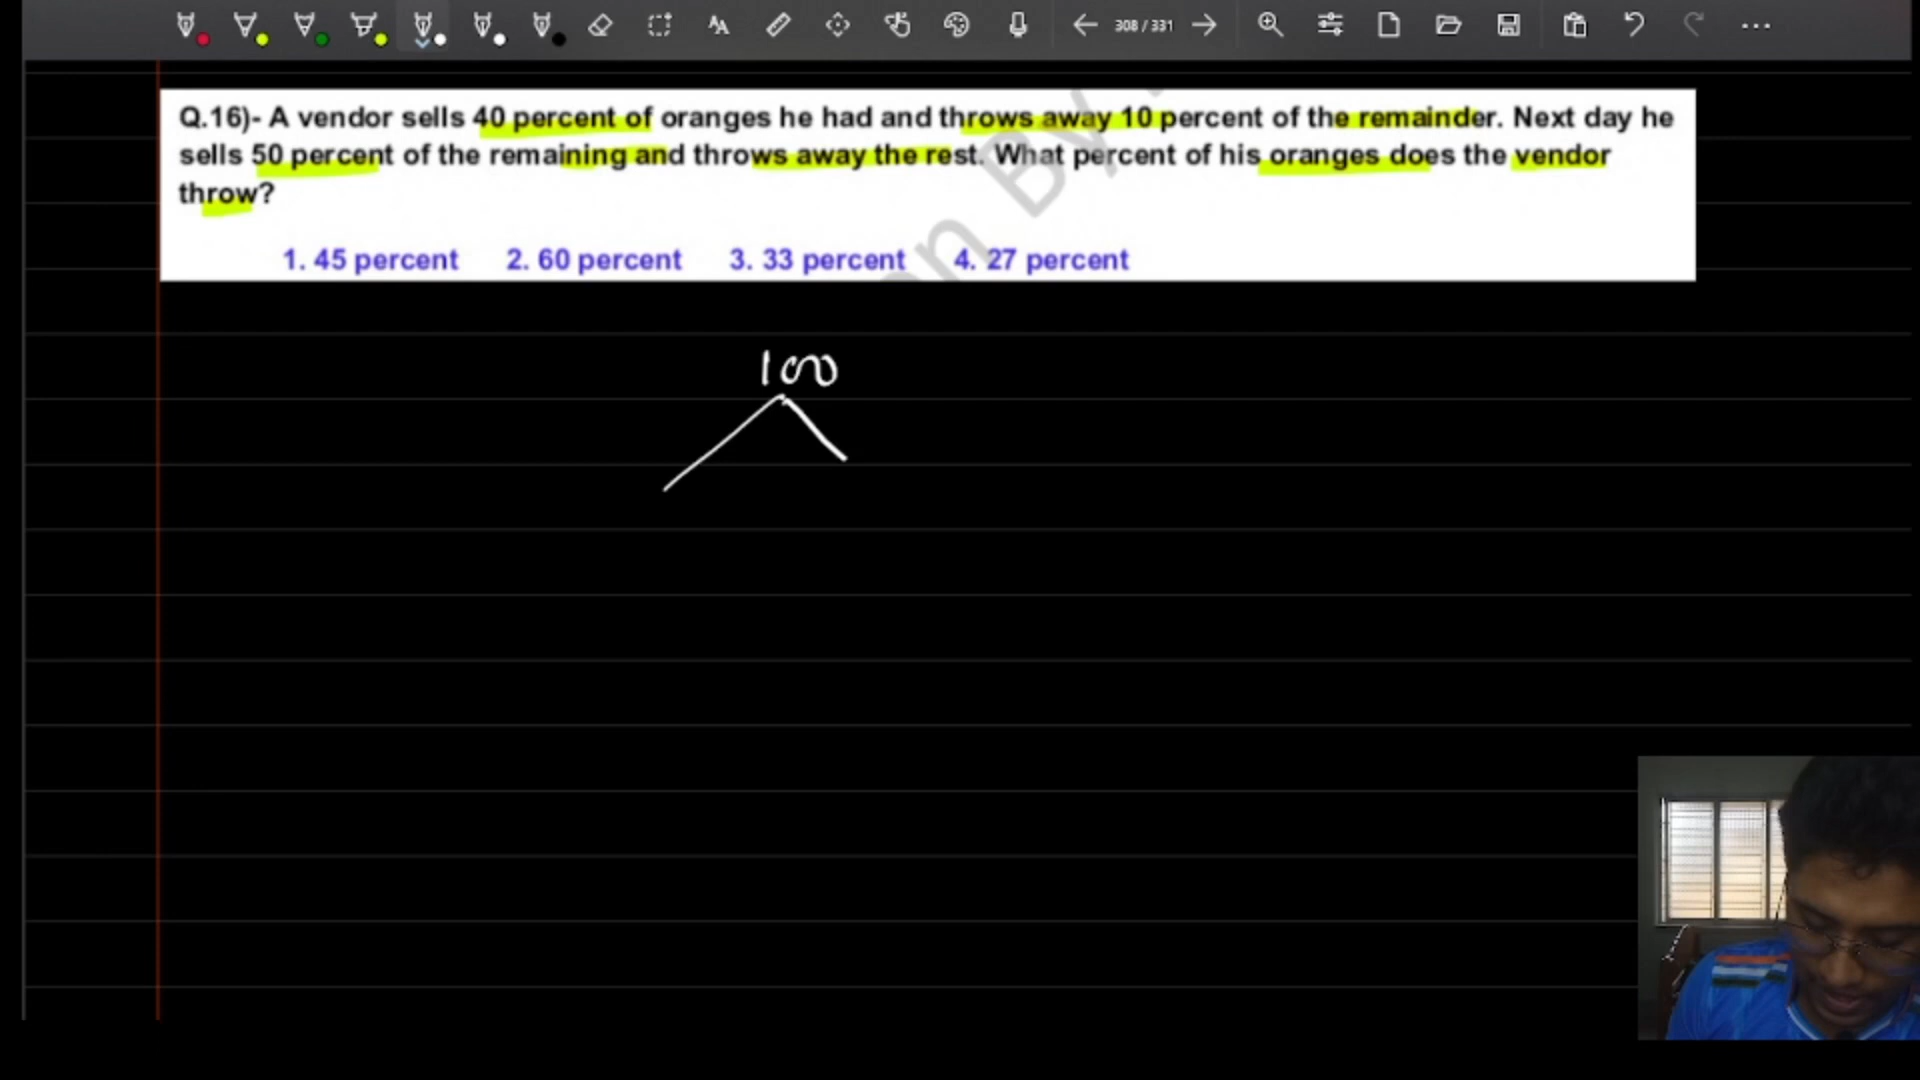 308 / 331
Q.16)- A vendor sells 40 percent of oranges he had and throws away 10 percent of the remainder. Next day he
sells 50 percent of the remaining and throws away the rest. What percent of his oranges does the vendor
throw?
1. 45 percent 2. 60 percent 3. 33 percent 4. 27 percent
100